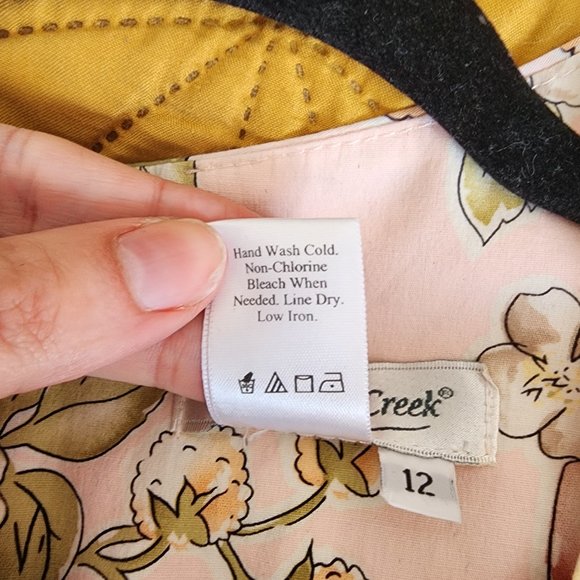 Hand Wash Cold.
Non-Chlorine
Bleach When
Needed. Line Dry.
Low Iron.
Creek®
12